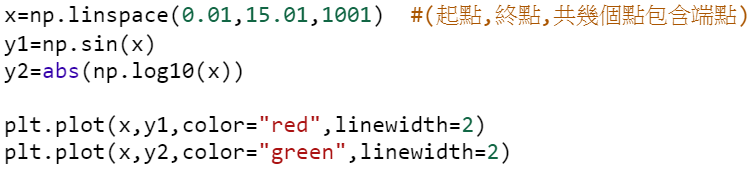 x=np.linspace(0.01,15.01,1001)  #(起點,終點,共幾個點包含端點)
y1=np.sin(x)
y2=abs(np.log10(x))
plt.plot(x,y1,color="red",linewidth=2)
plt.plot(x,y2,color="green",linewidth=2)